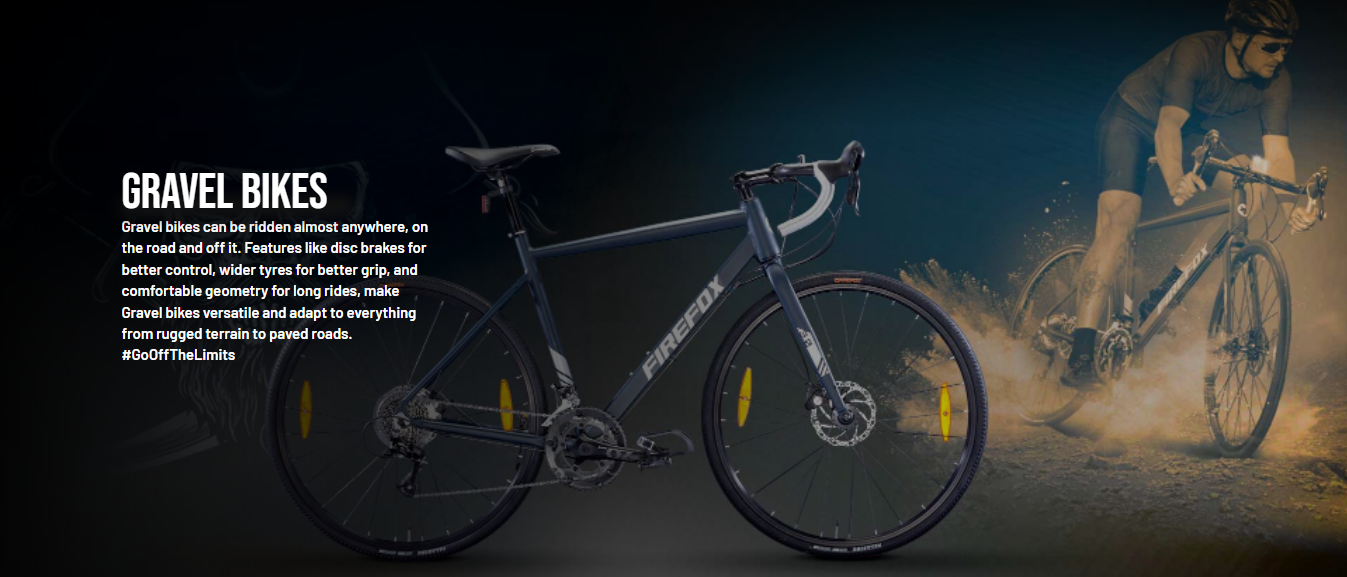 GRAVEL BIKES
Gravel bikes can be ridden almost anywhere, on
the road and off it. Features like disc brakes for
better control, wider tyres for better grip, and
comfortable geometry for long rides, make
Gravel bikes versatile and adapt to everything
from rugged terrain to paved roads.
#GoOffTheLimits
FIREFOX
FIREFOX